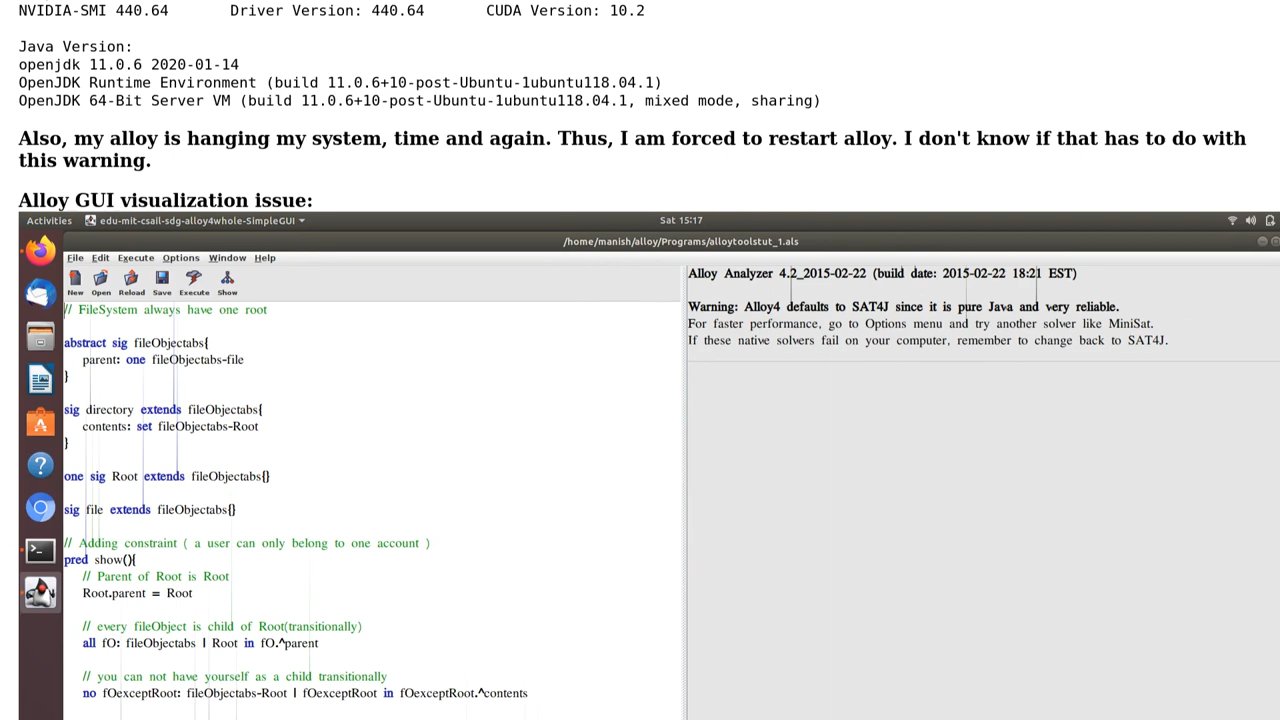 NVIDIA-SMI 440.64       Driver Version: 440.64       CUDA Version: 10.2
Java Version:
openjdk 11.0.6 2020-01-14
OpenJDK Runtime Environment (build 11.0.6+10-post-Ubuntu-1ubuntu118.04.1)
OpenJDK 64-Bit Server VM (build 11.0.6+10-post-Ubuntu-1ubuntu118.04.1, mixed mode, sharing)
Also, my alloy is hanging my system, time and again. Thus, I am forced to restart alloy. I don't know if that has to do with
this warning.
Alloy GUI visualization issue:
Activities edu-mit-csail-sdg-alloy4whole-SimpleGUI Sat 15:17
/home/manish/alloy/Programs/alloytoolstut_1.als
File Edit Execute Options Window Help
New Open Reload Save Execute Show
// FileSystem always have one root
abstract sig fileObjectabs{
parent: one fileObjectabs-file
}
sig directory extends fileObjectabs{
contents: set fileObjectabs-Root
}
one sig Root extends fileObjectabs{}
sig file extends fileObjectabs{}
// Adding constraint ( a user can only belong to one account )
pred show(){
// Parent of Root is Root
Root.parent = Root
// every fileObject is child of Root(transitionally)
all fO: fileObjectabs | Root in fO.^parent
// you can not have yourself as a child transitionally
no fOexceptRoot: fileObjectabs-Root | fOexceptRoot in fOexceptRoot.^contents
Alloy Analyzer 4.2_2015-02-22 (build date: 2015-02-22 18:21 EST)
Warning: Alloy4 defaults to SAT4J since it is pure Java and very reliable.
For faster performance, go to Options menu and try another solver like MiniSat.
If these native solvers fail on your computer, remember to change back to SAT4J.